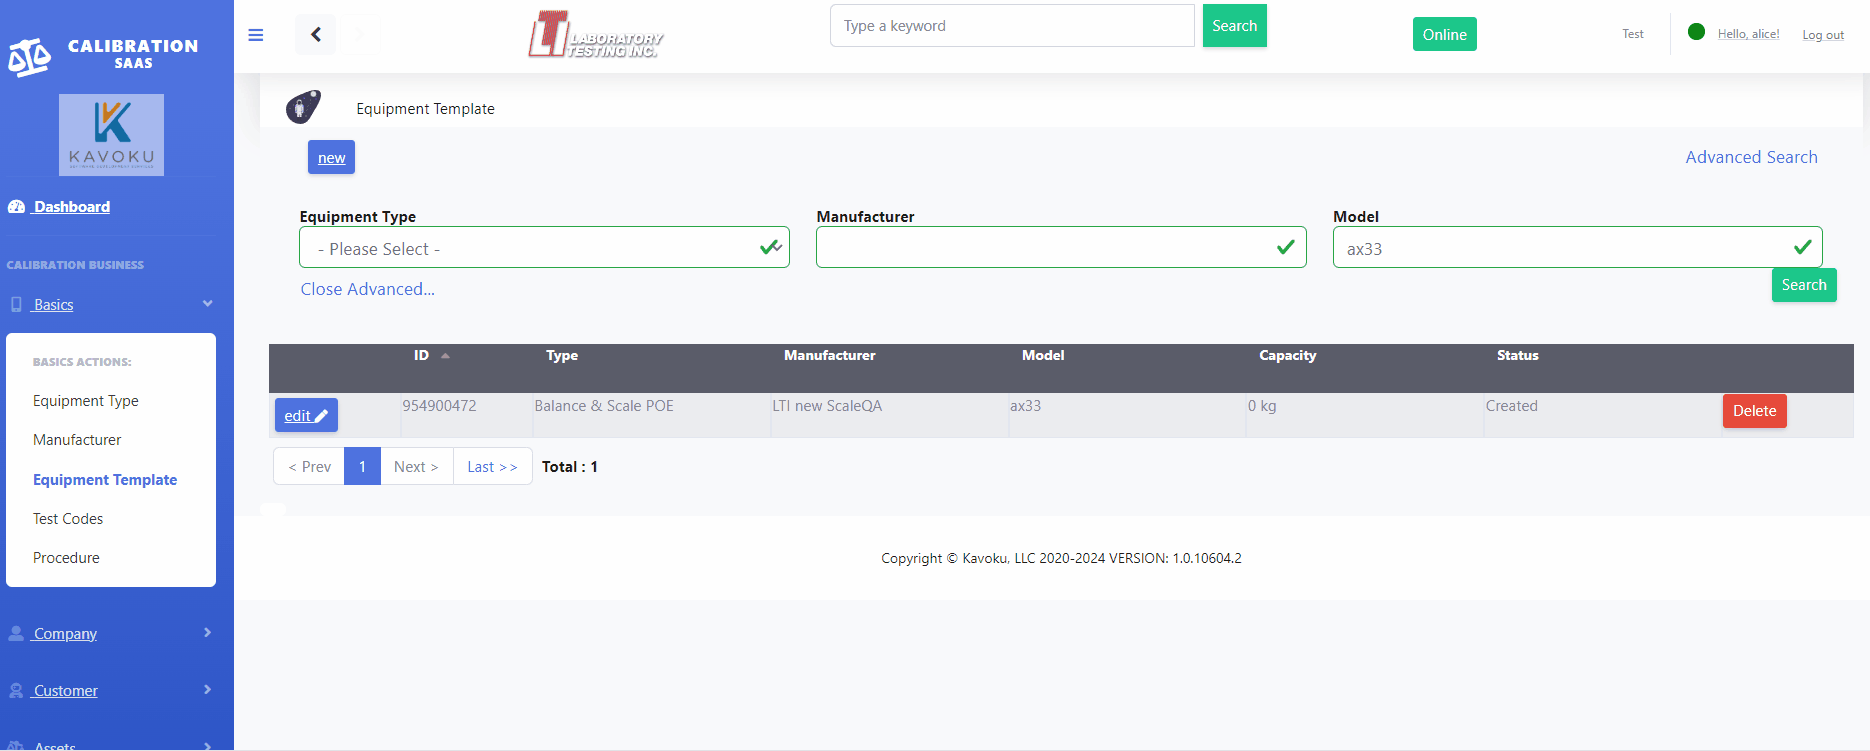 CALIBRATION
SAAS
KAVOKU
Dashboard
CALIBRATION BUSINESS
Basics
BASICS ACTIONS:
Equipment Type
Manufacturer
Equipment Template
Test Codes
Procedure
Company
Customer
Assets
LTI LABORATORY
TESTING INC.
Type a keyword
Search
Online
Test
Hello, alice!
Log out
Equipment Template
new
Advanced Search
Equipment Type
Manufacturer
Model
- Please Select -
ax33
Close Advanced...
Search
ID Type Manufacturer Model Capacity Status
edit 954900472 Balance & Scale POE LTI new ScaleQA ax33 0 kg Created Delete
< Prev 1 Next > Last >> Total : 1
Copyright © Kavoku, LLC 2020-2024 VERSION: 1.0.10604.2